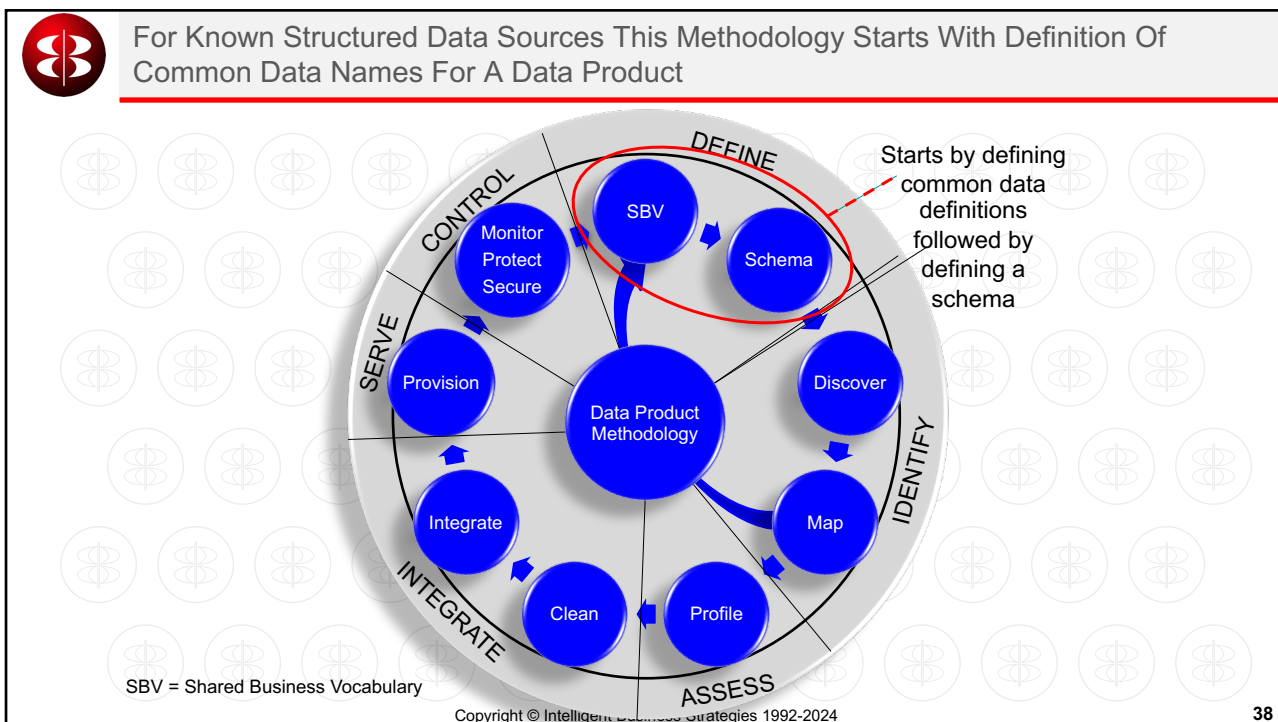 For Known Structured Data Sources This Methodology Starts With Definition Of
Common Data Names For A Data Product
DEFINE
Starts by defining
common data
definitions
followed by
defining a
schema
CONTROL
SBV
Monitor
Protect
Secure
Schema
SERVE
Provision
Data Product
Methodology
Discover
IDENTIFY
Integrate
Map
INTEGRATE
Clean
Profile
ASSESS
SBV = Shared Business Vocabulary
Copyright © Intelligent Business Strategies 1992-2024
38